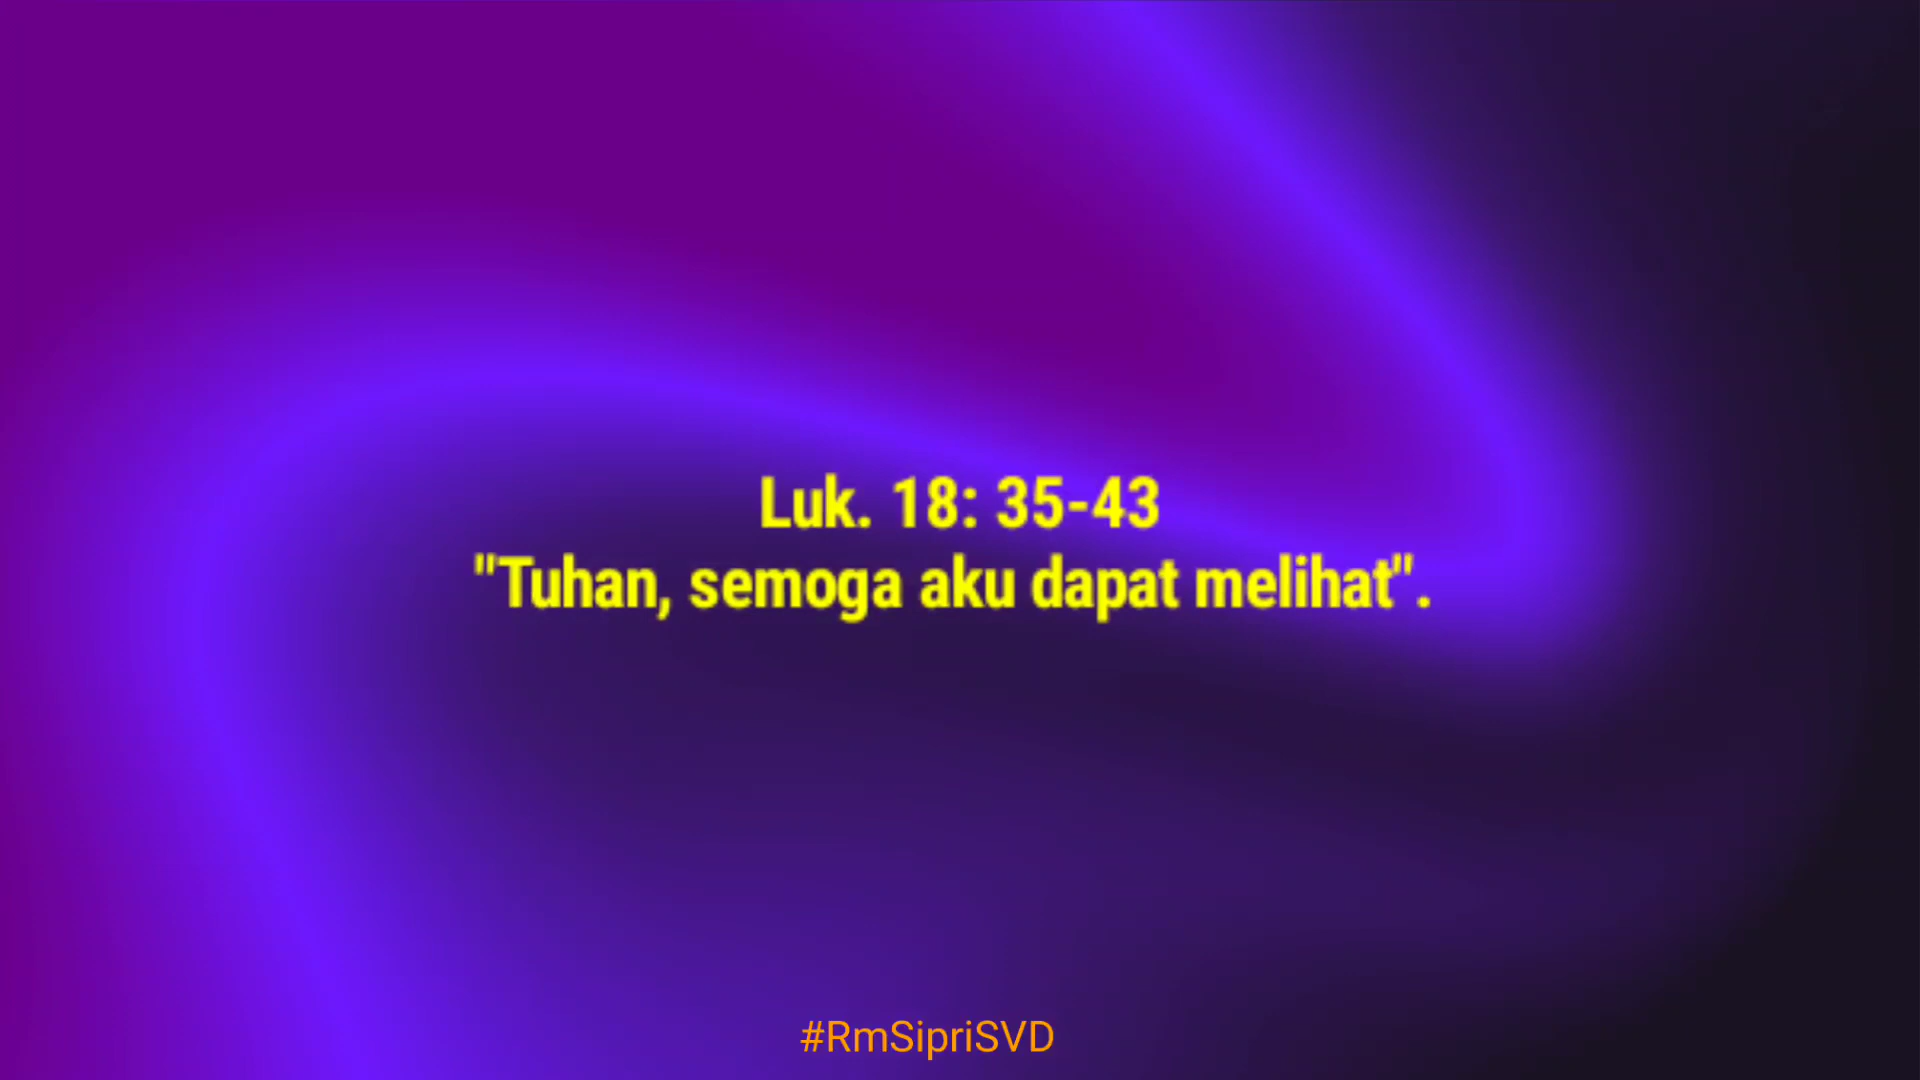 Luk. 18: 35-43
"Tuhan, semoga aku dapat melihat".
#RmSipriSVD